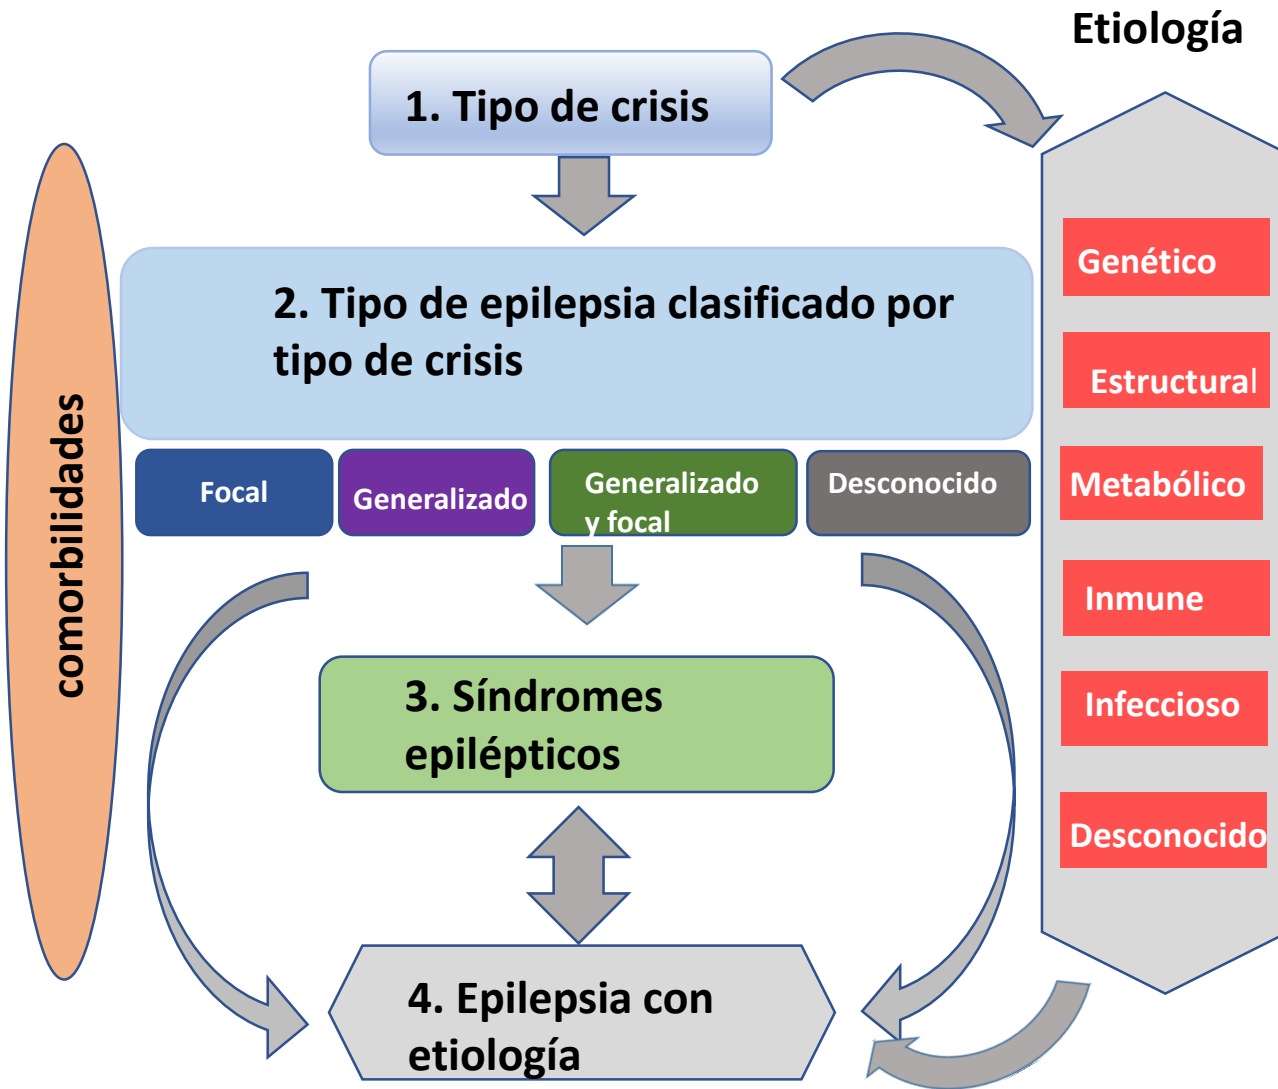 Etiología
1. Tipo de crisis
2. Tipo de epilepsia clasificado por
tipo de crisis
Focal
Generalizado
Generalizado
y focal
Desconocido
3. Síndromes
epilépticos
4. Epilepsia con
etiología
comorbilidades
Genético
Estructural
Metabólico
Inmune
Infeccioso
Desconocido